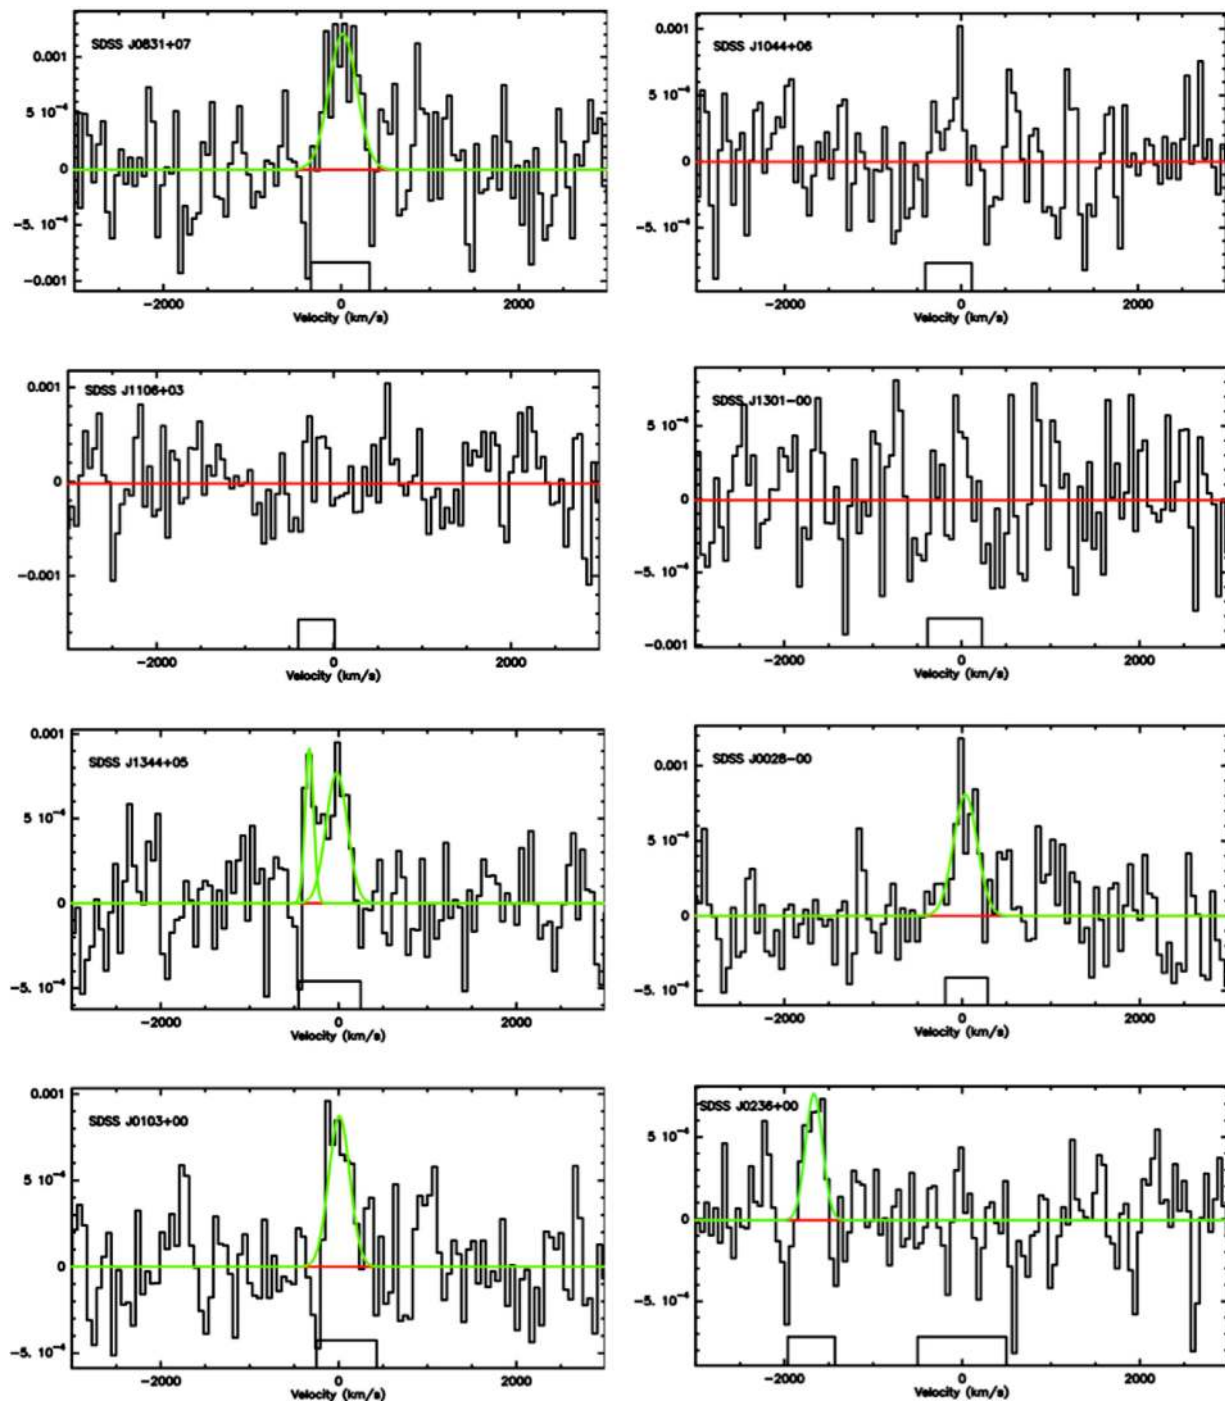 SDSS J0831+07
0.001
5 10⁻⁴
0
−5. 10⁻⁴
−0.001
−2000 0 2000
Velocity (km/s)
SDSS J1044+06
0.001
5 10⁻⁴
0
−5. 10⁻⁴
−2000 0 2000
Velocity (km/s)
SDSS J1106+03
0.001
0
−0.001
−2000 0 2000
Velocity (km/s)
SDSS J1301-00
5 10⁻⁴
0
−5. 10⁻⁴
−0.001
−2000 0 2000
Velocity (km/s)
SDSS J1344+05
0.001
5 10⁻⁴
0
−5. 10⁻⁴
−2000 0 2000
Velocity (km/s)
SDSS J0028-00
0.001
5 10⁻⁴
0
−5. 10⁻⁴
−2000 0 2000
Velocity (km/s)
SDSS J0103+00
0.001
5 10⁻⁴
0
−5. 10⁻⁴
−2000 0 2000
Velocity (km/s)
SDSS J0236+00
5 10⁻⁴
0
−5. 10⁻⁴
−2000 0 2000
Velocity (km/s)